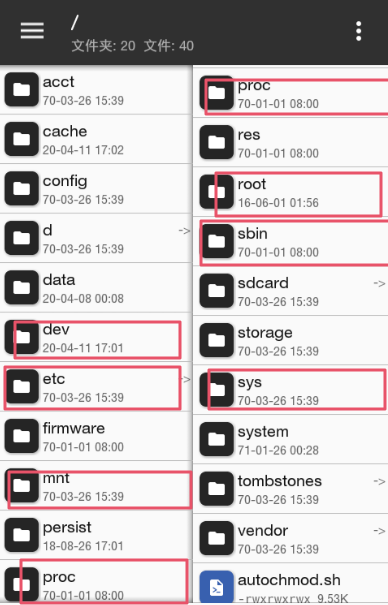 /
文件夹: 20 文件: 40
acct
70-03-26 15:39
cache
20-04-11 17:02
config
70-03-26 15:39
d ->
70-03-26 15:39
data
20-04-08 00:08
dev
20-04-11 17:01
etc ->
70-03-26 15:39
firmware
70-01-01 08:00
mnt
70-03-26 15:39
persist
18-08-26 17:01
proc
70-01-01 08:00
proc
70-01-01 08:00
res
70-01-01 08:00
root
16-06-01 01:56
sbin
70-01-01 08:00
sdcard ->
70-03-26 15:39
storage
70-03-26 15:39
sys
70-03-26 15:39
system
71-01-26 00:28
tombstones ->
70-03-26 15:39
vendor ->
70-03-26 15:39
autochmod.sh
-rwxrwxrwx 9.53K